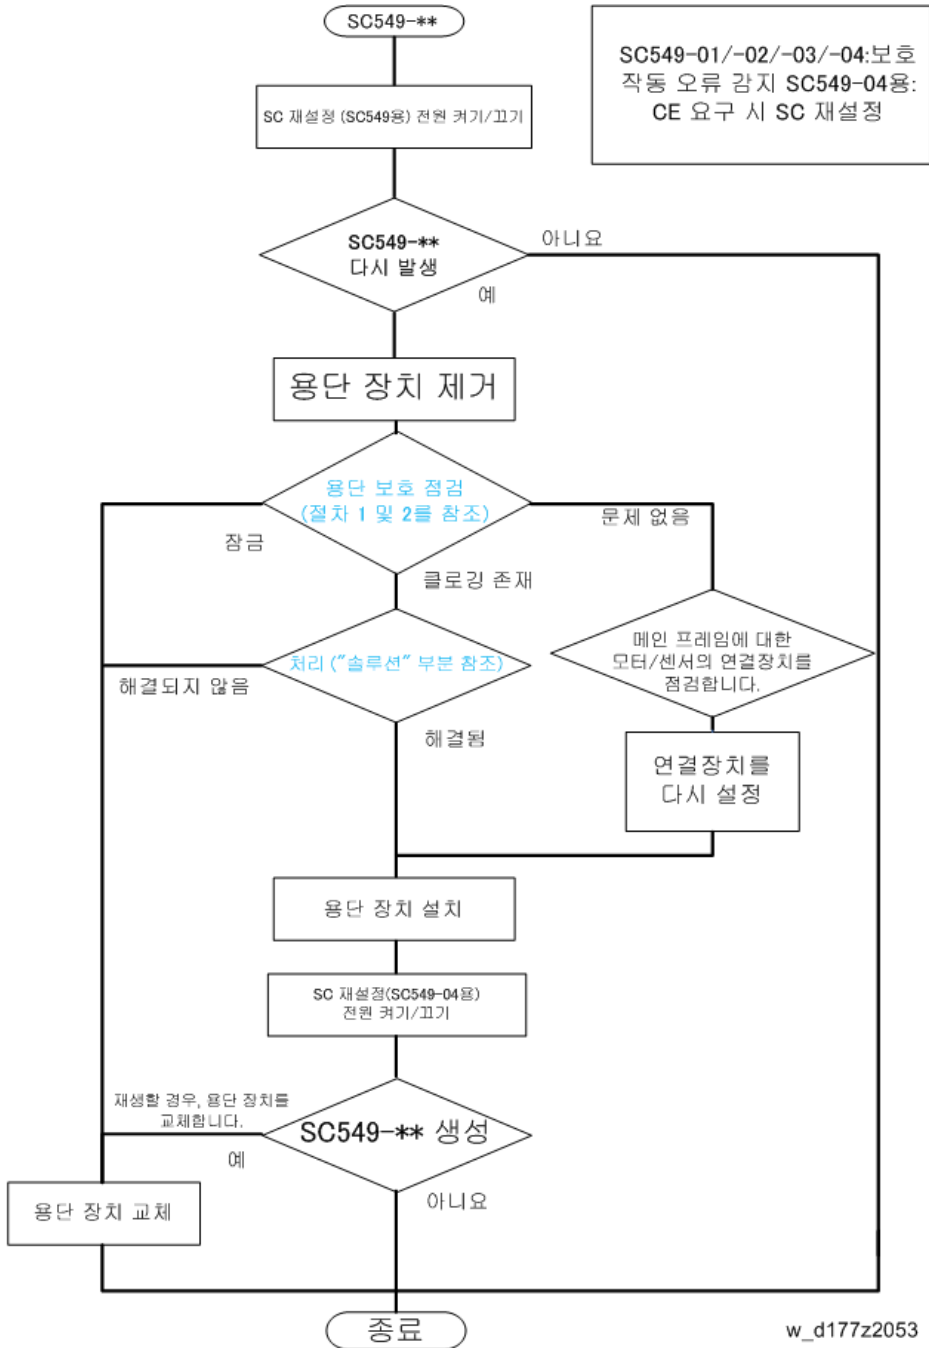 SC549-**
SC549-01/-02/-03/-04:보호
작동 오류 감지 SC549-04용:
CE 요구 시 SC 재설정
SC 재설정 (SC549용) 전원 켜기/끄기
SC549-**
다시 발생
아니요
예
용단 장치 제거
용단 보호 점검
(절차 1 및 2를 참조)
잠금
문제 없음
클로깅 존재
처리 ("솔루션" 부분 참조)
해결되지 않음
해결됨
메인 프레임에 대한
모터/센서의 연결장치를
점검합니다.
연결장치를
다시 설정
용단 장치 설치
SC 재설정(SC549-04용)
전원 켜기/끄기
재생할 경우, 용단 장치를
교체합니다.
SC549-** 생성
예
아니요
용단 장치 교체
종료
w_d177z2053